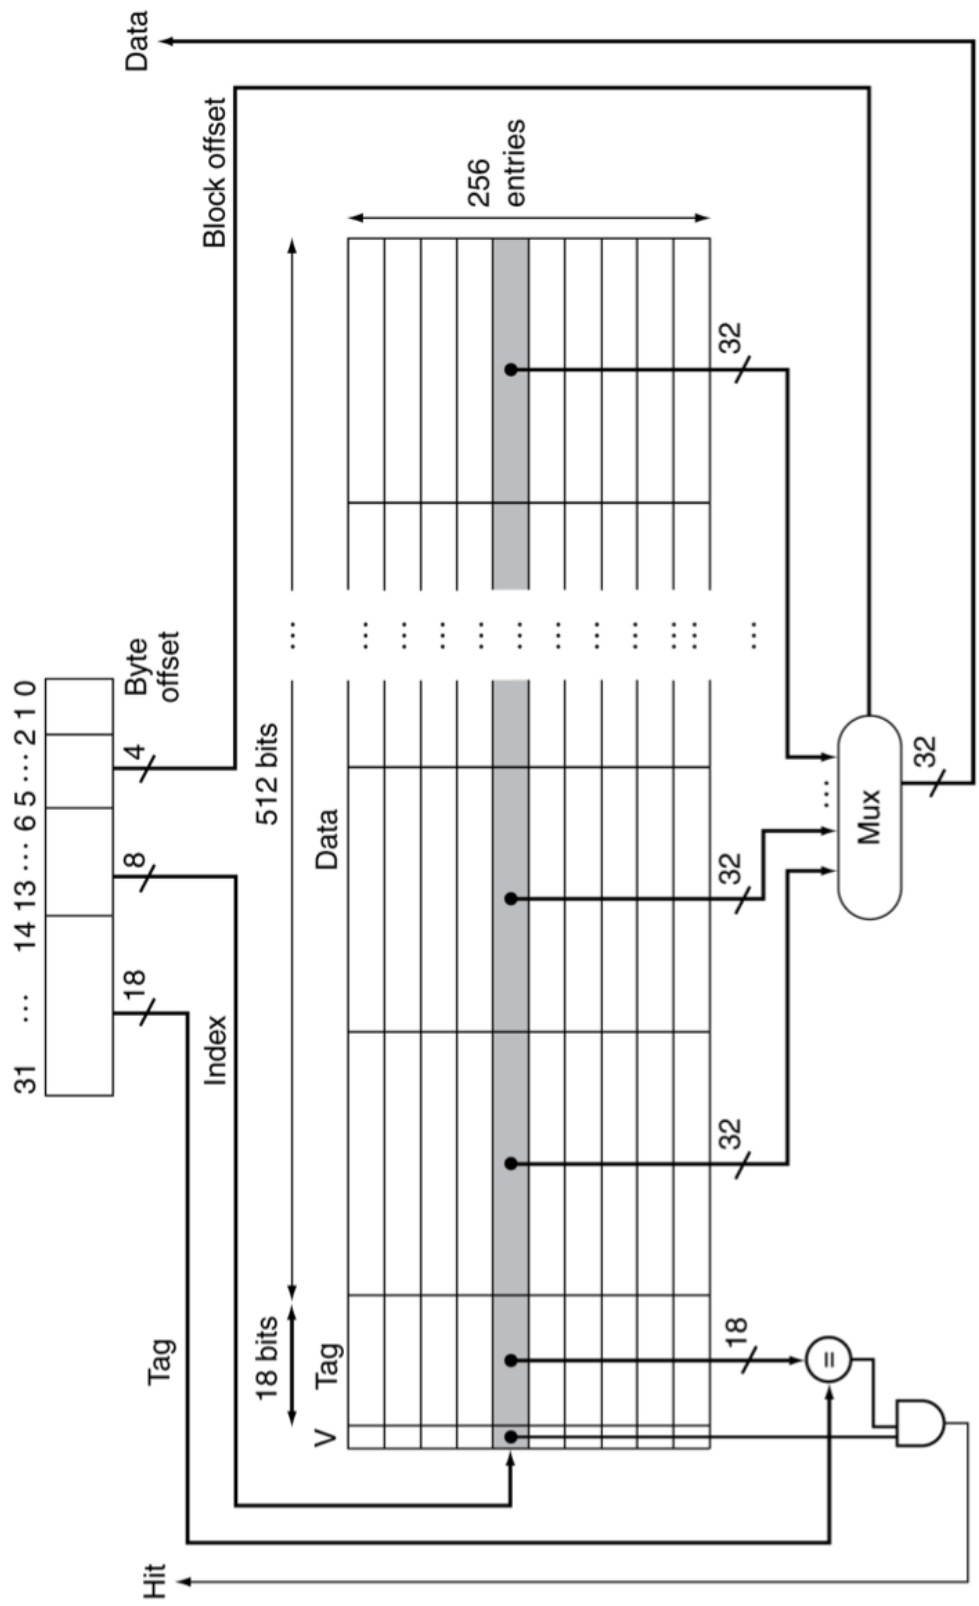 31 ··· 14 13 ··· 6 5 ··· 2 1 0
18
8
4
Byte
offset
Hit
Tag
Index
Block offset
Data
18 bits
512 bits
V
Tag
Data
256
entries
...
18
32
32
32
=
...
Mux
32